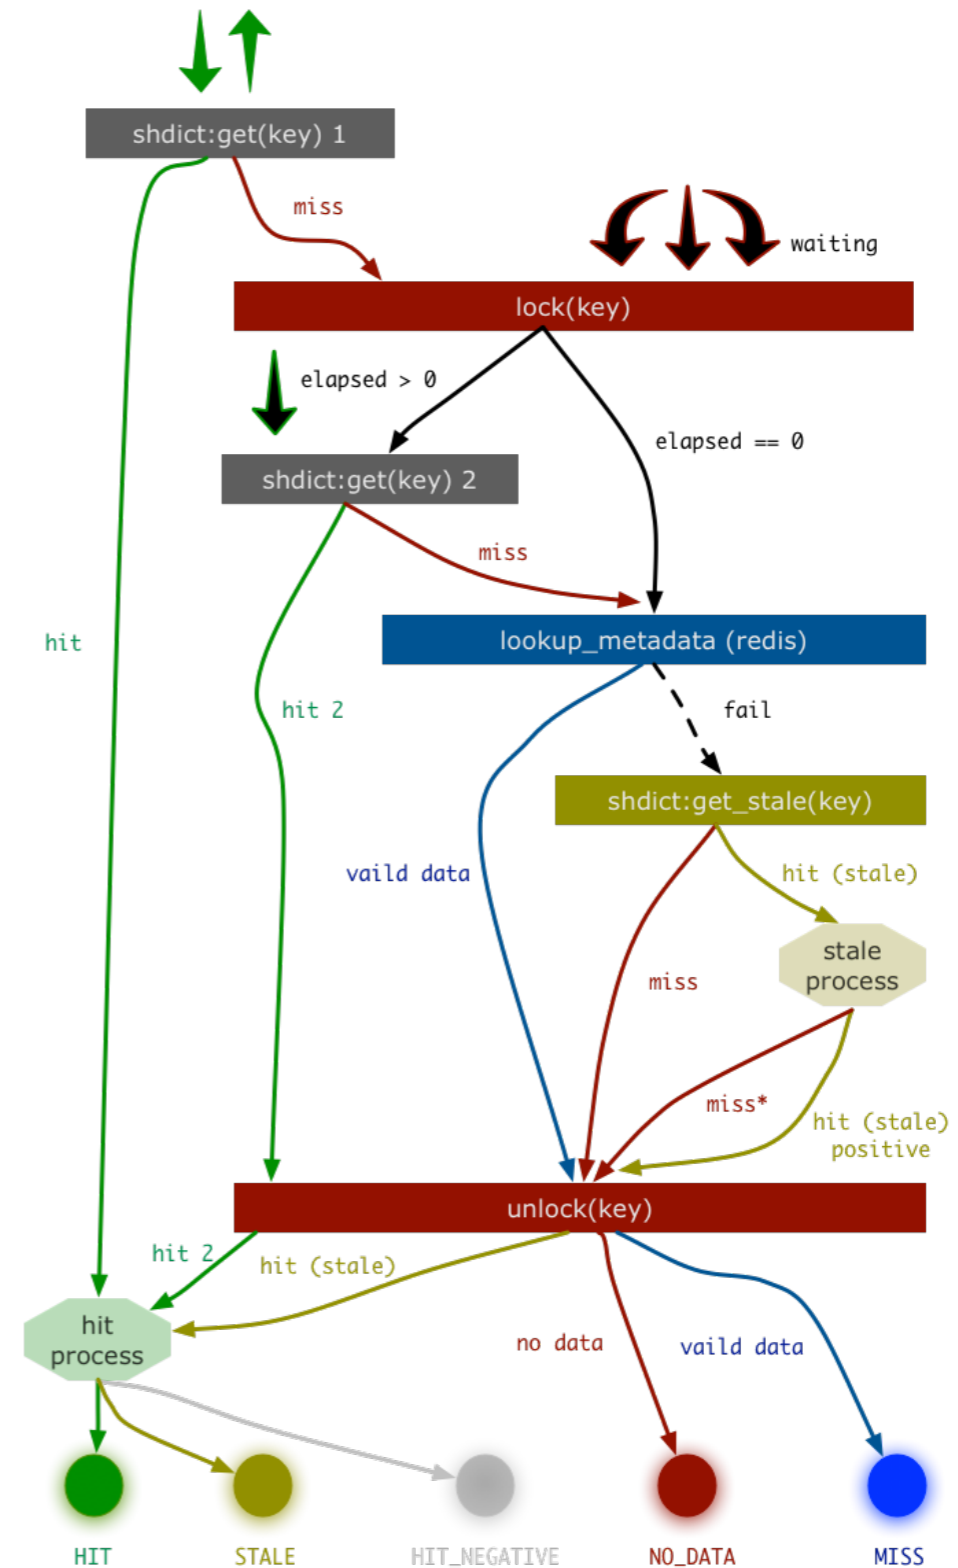 shdict:get(key) 1
miss
waiting
lock(key)
elapsed > 0
elapsed == 0
shdict:get(key) 2
miss
hit
lookup_metadata (redis)
hit 2
fail
shdict:get_stale(key)
vaild data
hit (stale)
stale
process
miss
miss*
hit (stale)
positive
unlock(key)
hit 2
hit (stale)
hit
process
no data
vaild data
HIT
STALE
HIT_NEGATIVE
NO_DATA
MISS